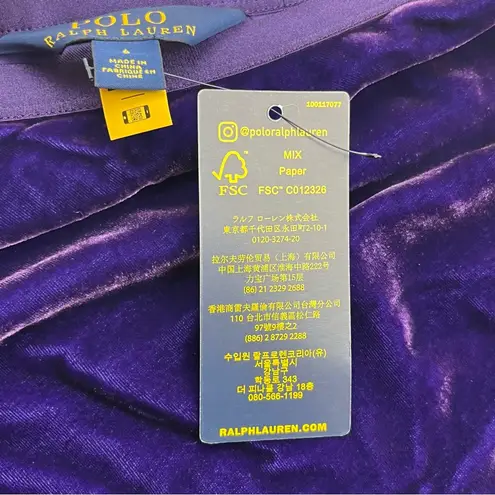 POLO
RALPH LAUREN
4
MADE IN
CHINA
FABRIQUÉ EN
CHINE
100117077
@poloralphlauren
FSC
MIX
Paper
FSC™ C012326
ラルフ ローレン株式会社
東京都千代田区永田町2-10-1
0120-3274-20
拉尔夫劳伦贸易（上海）有限公司
中国上海黄浦区淮海中路222号
力宝广场第15层
(86) 21 2329 2688
香港商雷夫羅倫有限公司台灣分公司
110 台北市信義區松仁路
97號9樓之2
(886) 2 8729 2288
수입원 랄프로렌코리아(유)
서울특별시
강남구
학동로 343
더 피나클 강남 18층
080-566-1199
RALPHLAUREN.COM